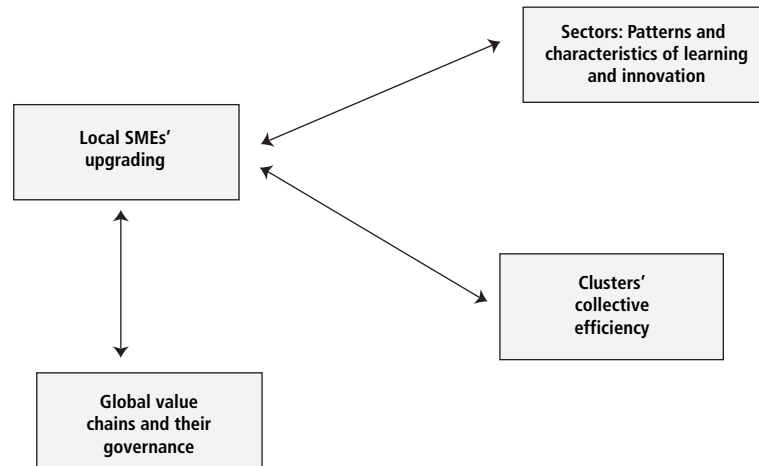 Sectors: Patterns and
characteristics of learning
and innovation
Local SMEs'
upgrading
Clusters'
collective
efficiency
Global value
chains and their
governance